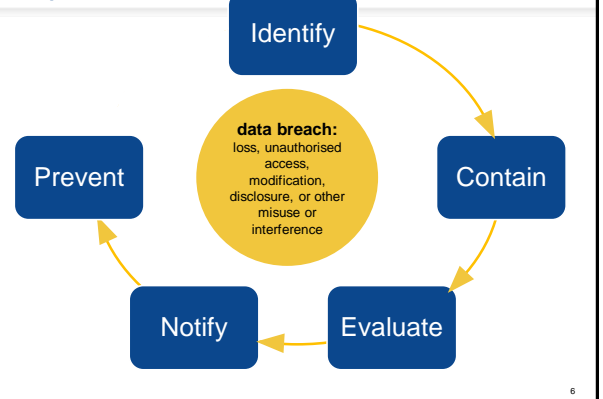 Identify
data breach:
loss, unauthorised
access,
modification,
disclosure, or other
misuse or
interference
Prevent
Contain
Notify
Evaluate
6